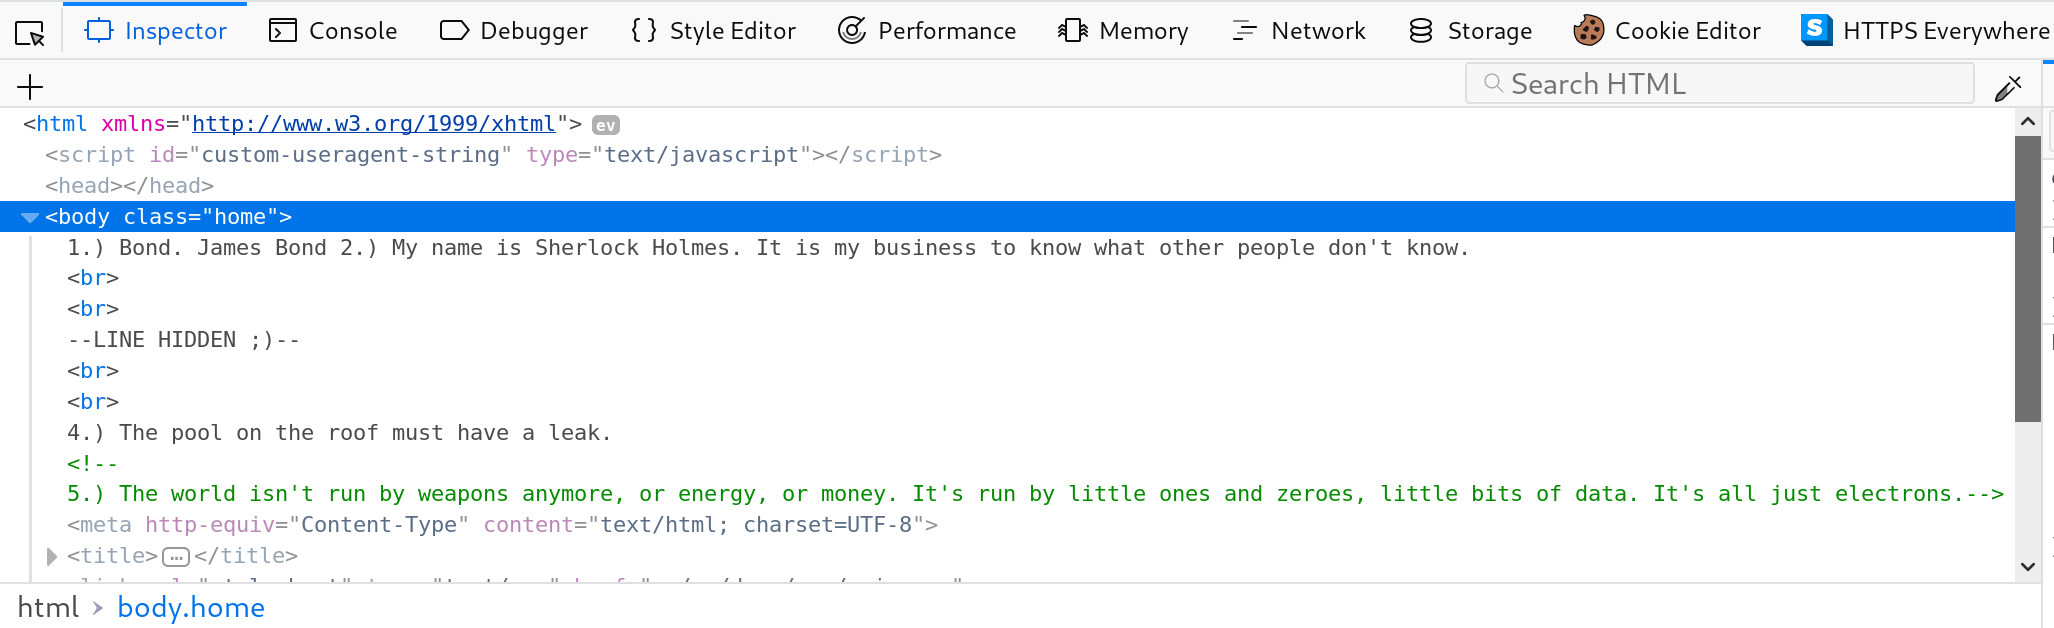 Inspector Console Debugger Style Editor Performance Memory Network Storage Cookie Editor S HTTPS Everywhere
Search HTML
<html xmlns="http://www.w3.org/1999/xhtml"> ev
<script id="custom-useragent-string" type="text/javascript"></script>
<head></head>
<body class="home">
1.) Bond. James Bond 2.) My name is Sherlock Holmes. It is my business to know what other people don't know.
<br>
<br>
--LINE HIDDEN ;)--
<br>
<br>
4.) The pool on the roof must have a leak.
<!--
5.) The world isn't run by weapons anymore, or energy, or money. It's run by little ones and zeroes, little bits of data. It's all just electrons.-->
<meta http-equiv="Content-Type" content="text/html; charset=UTF-8">
<title>…</title>
html > body.home